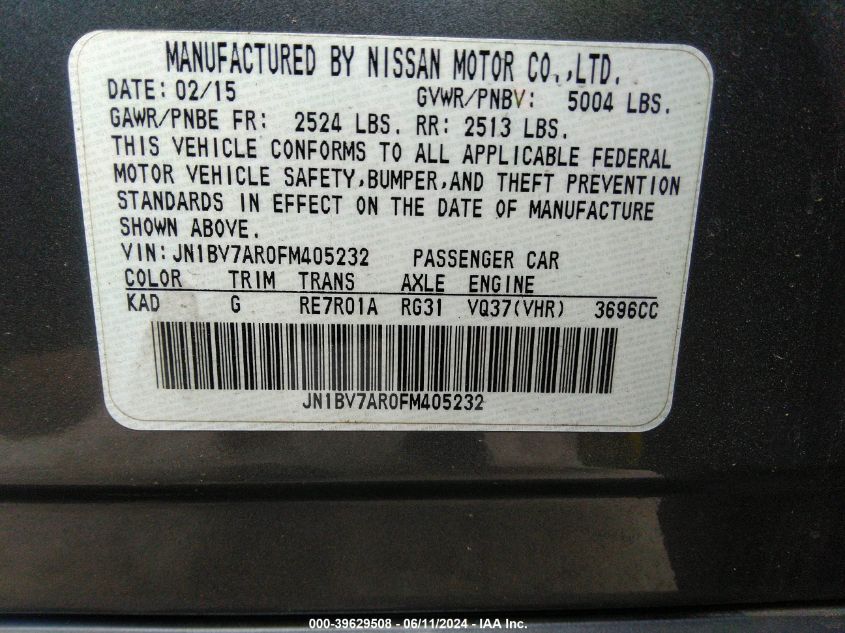 MANUFACTURED BY NISSAN MOTOR CO.,LTD.
DATE: 02/15 GVWR/PNBV: 5004 LBS.
GAWR/PNBE FR: 2524 LBS. RR: 2513 LBS.
THIS VEHICLE CONFORMS TO ALL APPLICABLE FEDERAL
MOTOR VEHICLE SAFETY,BUMPER,AND THEFT PREVENTION
STANDARDS IN EFFECT ON THE DATE OF MANUFACTURE
SHOWN ABOVE.
VIN: JN1BV7AR0FM405232 PASSENGER CAR
COLOR TRIM TRANS AXLE ENGINE
KAD G RE7R01A RG31 VQ37(VHR) 3696CC
JN1BV7AR0FM405232
000-39629508 - 06/11/2024 - IAA Inc.